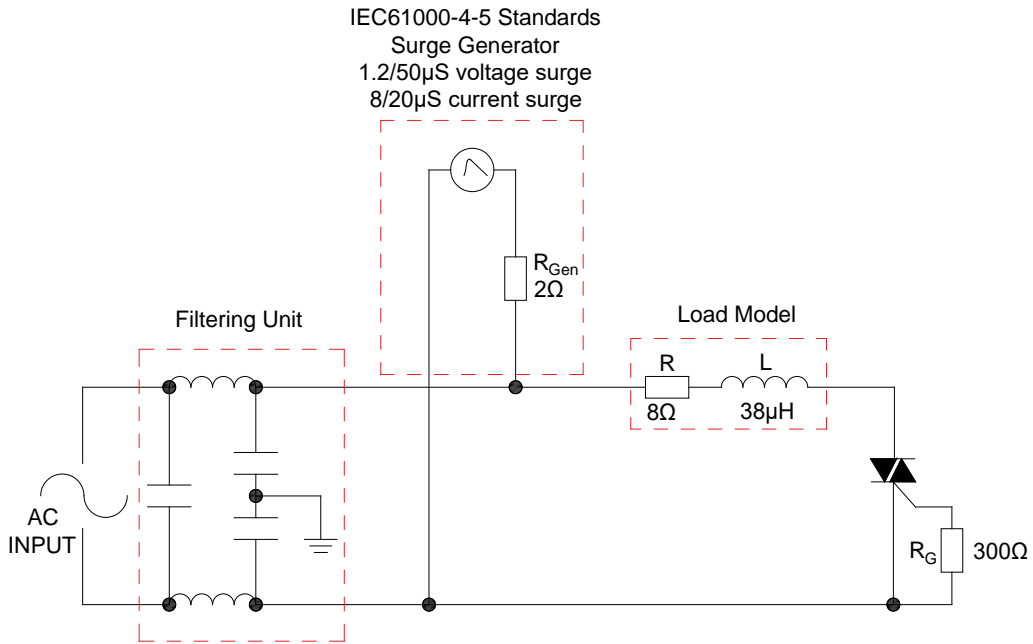 IEC61000-4-5 Standards
Surge Generator
1.2/50μS voltage surge
8/20μS current surge
RGen
2Ω
Filtering Unit
Load Model
R
L
8Ω
38μH
AC
INPUT
RG
300Ω